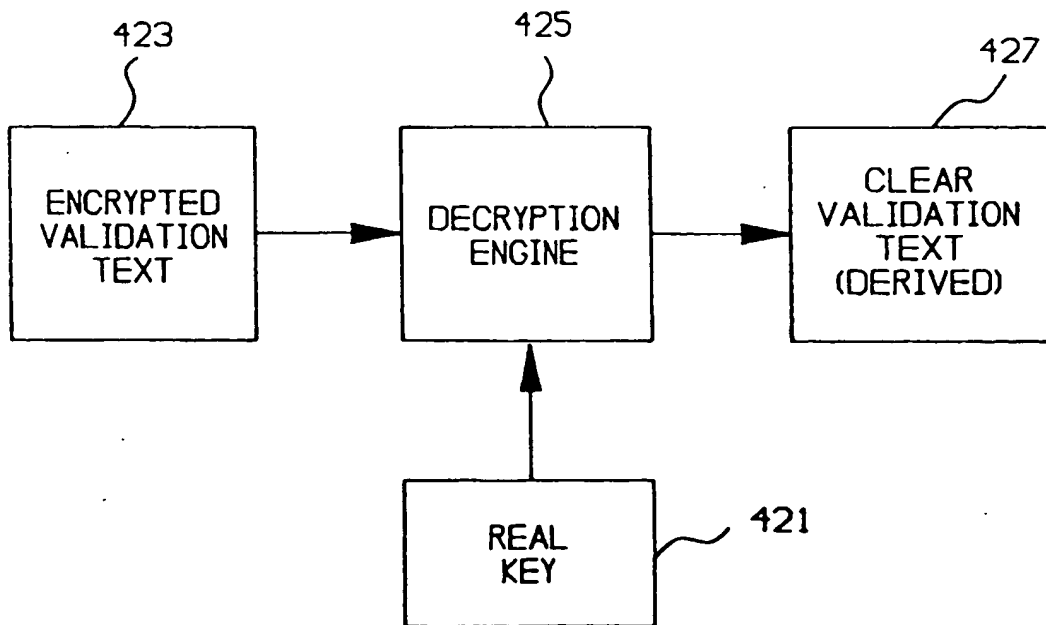 423
425
427
ENCRYPTED
VALIDATION
TEXT
DECRYPTION
ENGINE
CLEAR
VALIDATION
TEXT
(DERIVED)
REAL
KEY
421